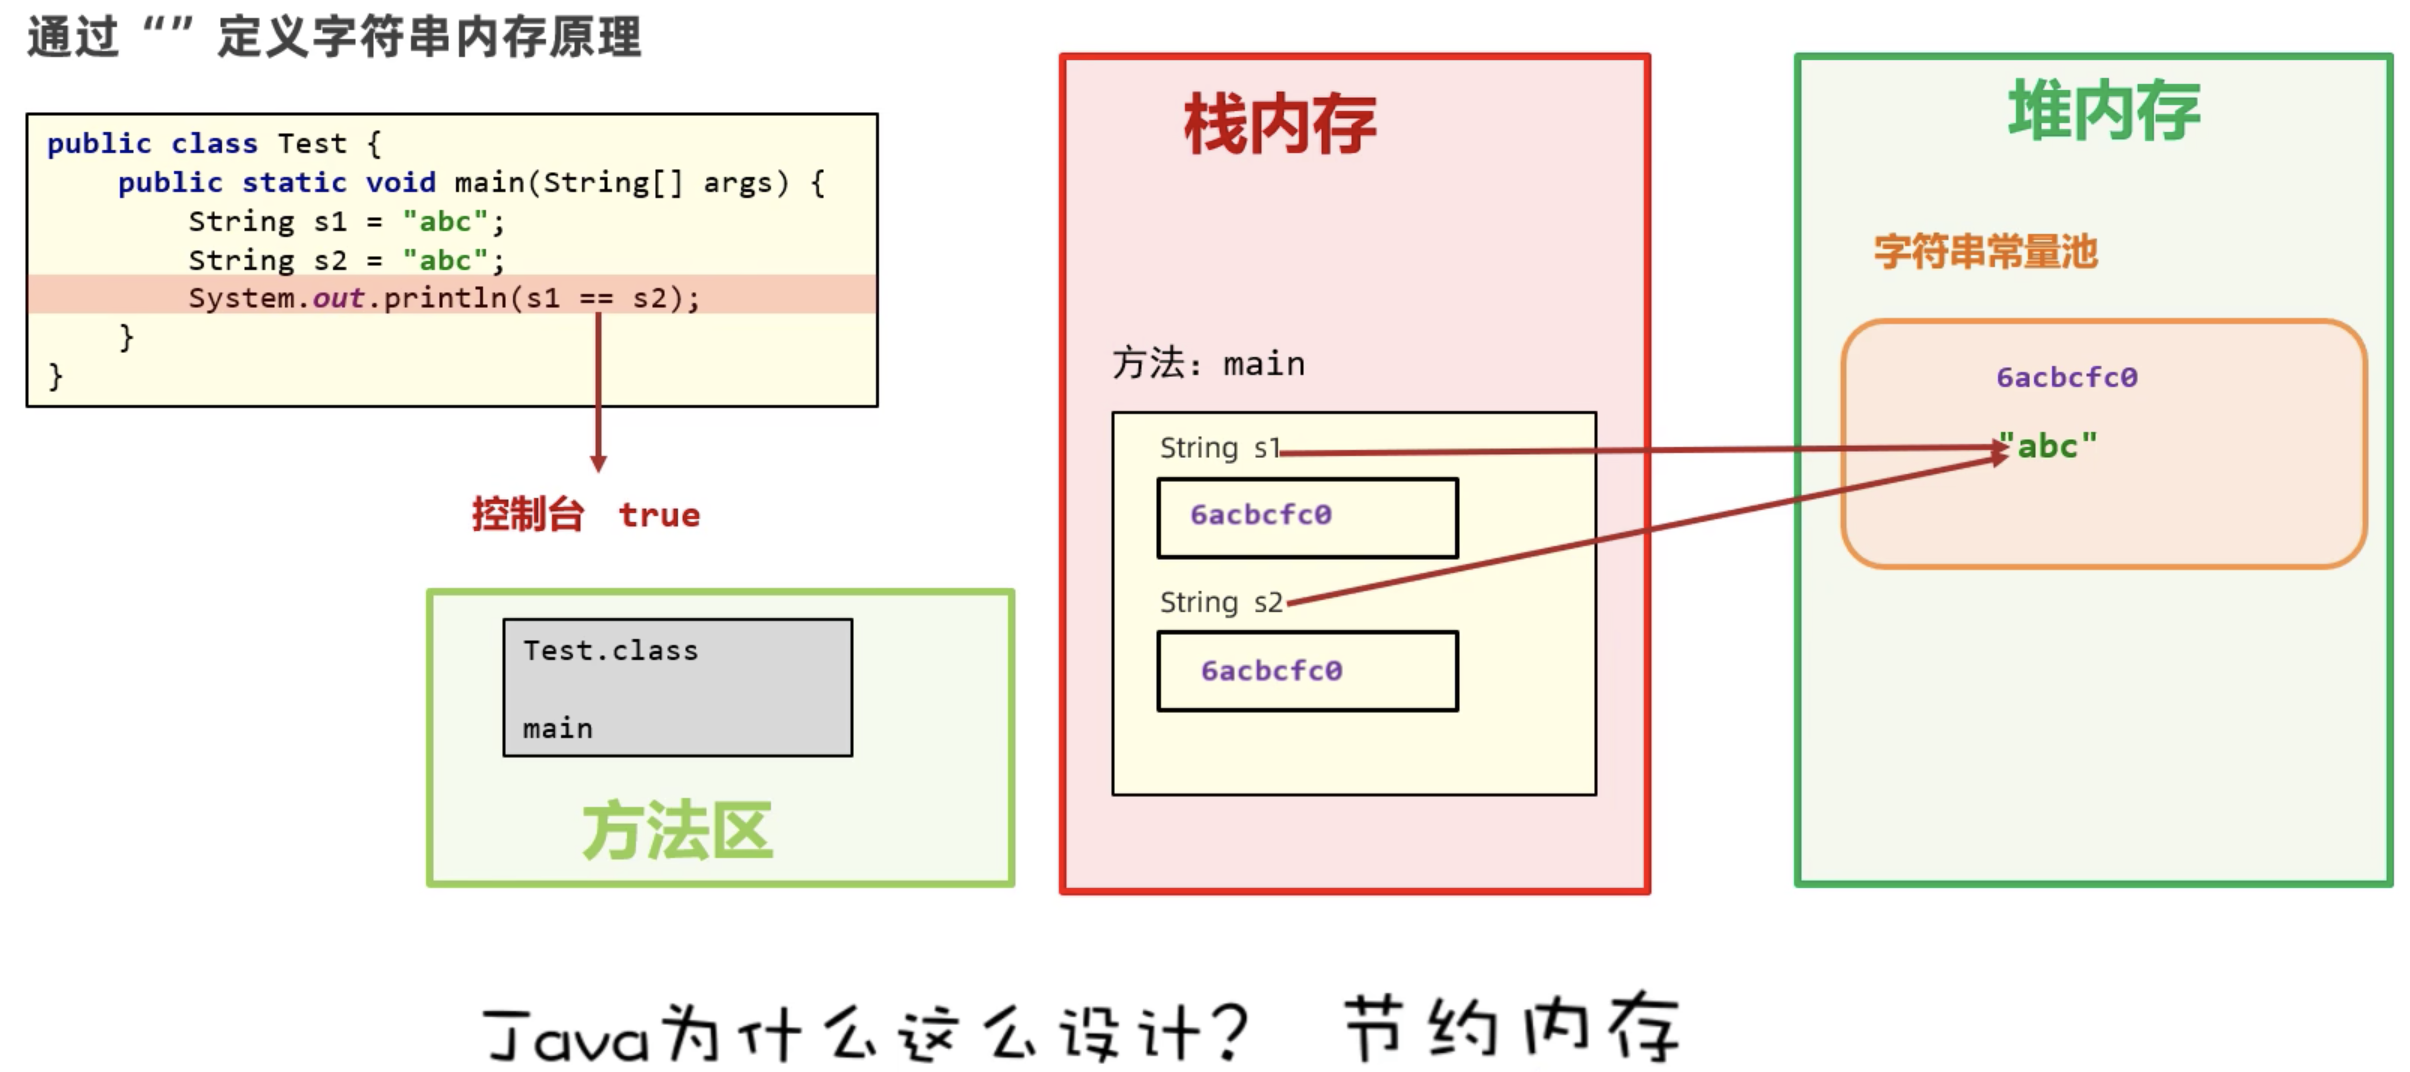 通过 “” 定义字符串内存原理
public class Test {
public static void main(String[] args) {
String s1 = "abc";
String s2 = "abc";
System.out.println(s1 == s2);
}
}
控制台 true
Test.class
main
方法区
栈内存
方法：main
String s1
6acbcfc0
String s2
6acbcfc0
堆内存
字符串常量池
6acbcfc0
"abc"
Java为什么这么设计？ 节约内存